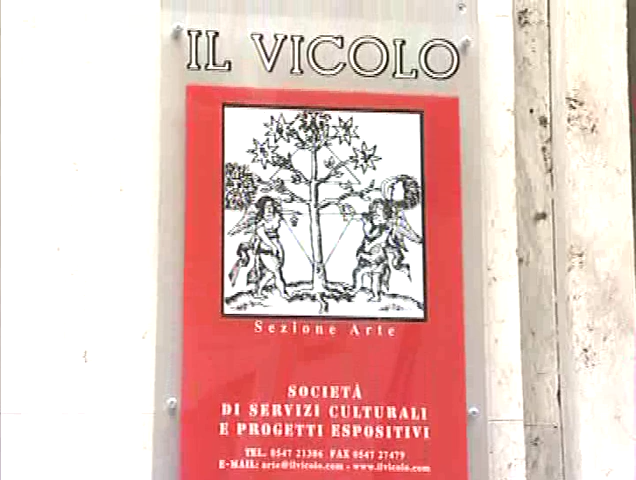 IL VICOLO
Sezione Arte
SOCIETÀ
DI SERVIZI CULTURALI
E PROGETTI ESPOSITIVI
TEL. 0547 21386 FAX 0547 27479
E-MAIL: arte@ilvicolo.com - www.ilvicolo.com